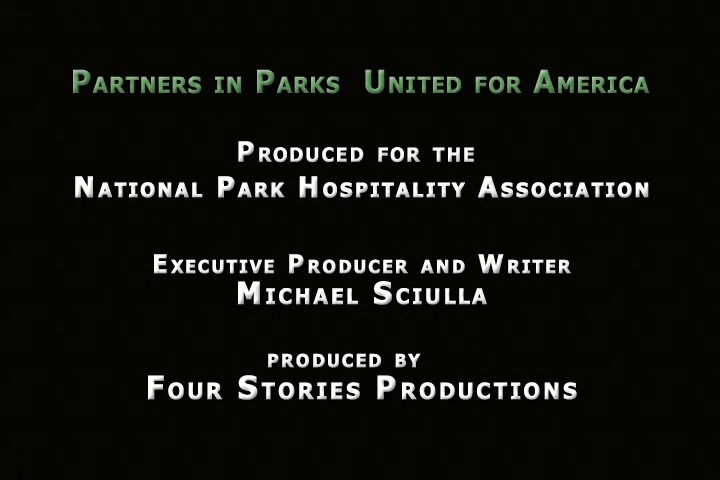 Partners in Parks United for America
Produced for the
National Park Hospitality Association
Executive Producer and Writer
Michael Sciulla
produced by
Four Stories Productions